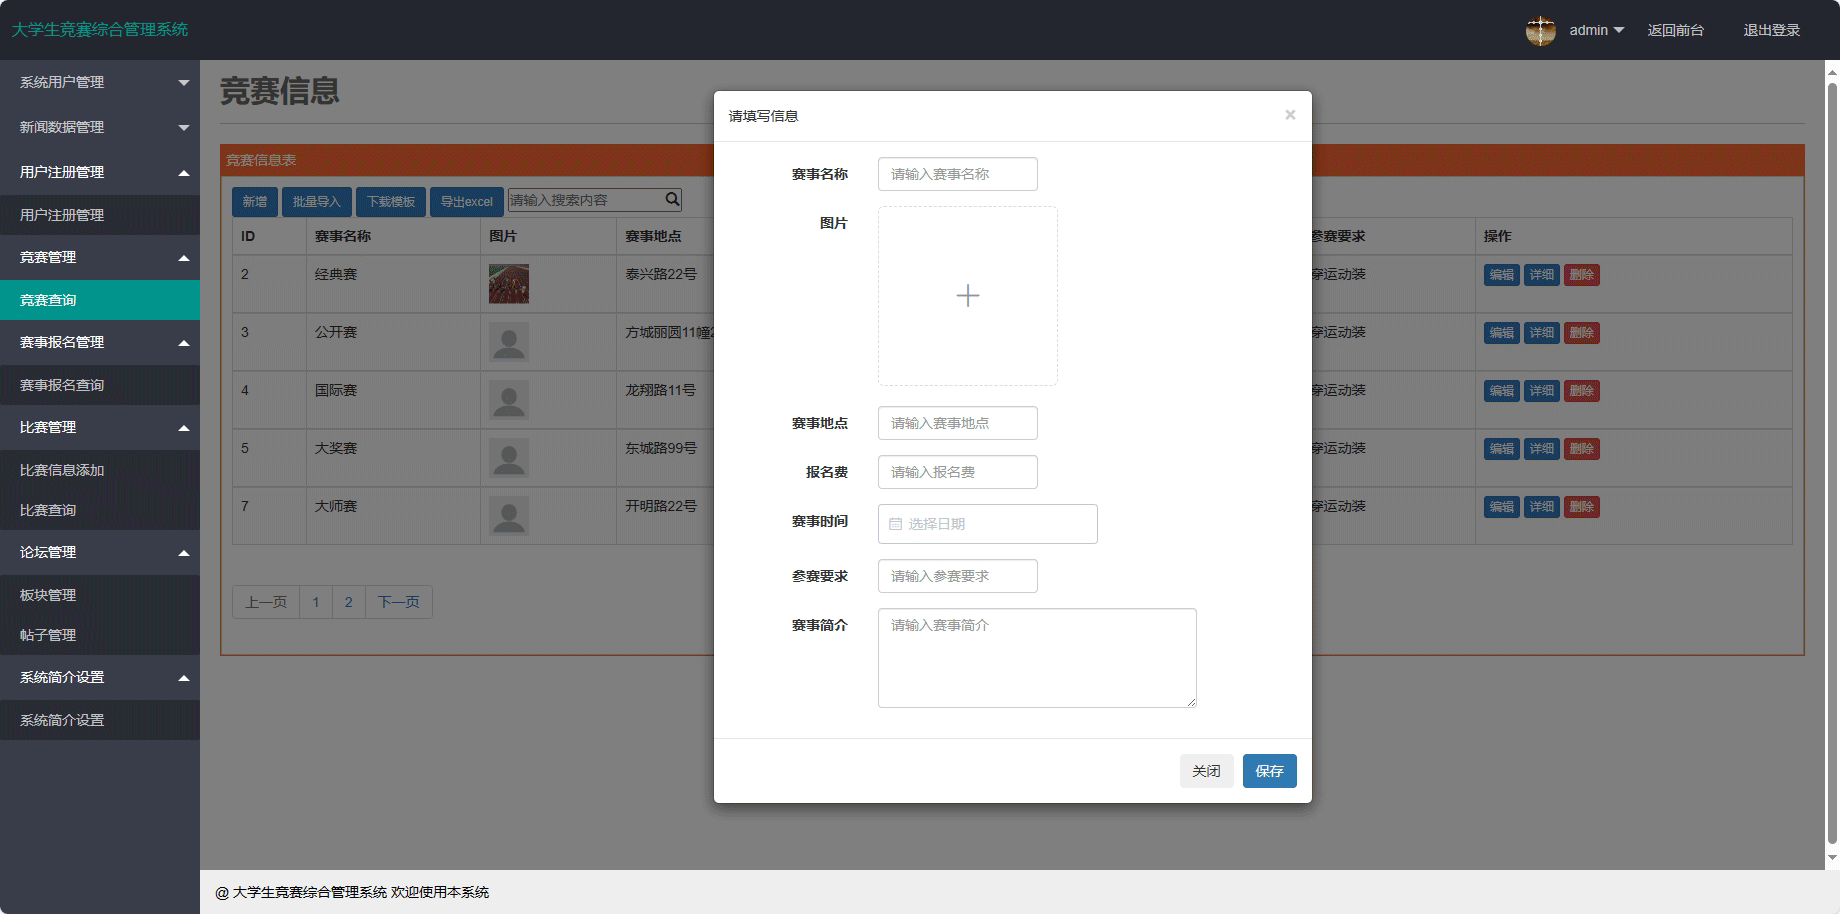 大学生竞赛综合管理系统
admin 返回前台 退出登录
系统用户管理
新闻数据管理
用户注册管理
用户注册管理
竞赛管理
竞赛查询
赛事报名管理
赛事报名查询
比赛管理
比赛信息添加
比赛查询
论坛管理
板块管理
帖子管理
系统简介设置
系统简介设置
竞赛信息
竞赛信息表
新增 批量导入 下载模板 导出excel 请输入搜索内容
ID 赛事名称 图片 赛事地点 参赛要求 操作
2 经典赛 泰兴路22号 穿运动装 编辑 详细 删除
3 公开赛 方城丽圆11幢 穿运动装 编辑 详细 删除
4 国际赛 龙翔路11号 穿运动装 编辑 详细 删除
5 大奖赛 东城路99号 穿运动装 编辑 详细 删除
7 大师赛 开明路22号 穿运动装 编辑 详细 删除
上一页 1 2 下一页
请填写信息 ×
赛事名称 请输入赛事名称
图片
赛事地点 请输入赛事地点
报名费 请输入报名费
赛事时间 选择日期
参赛要求 请输入参赛要求
赛事简介 请输入赛事简介
关闭 保存
@ 大学生竞赛综合管理系统 欢迎使用本系统